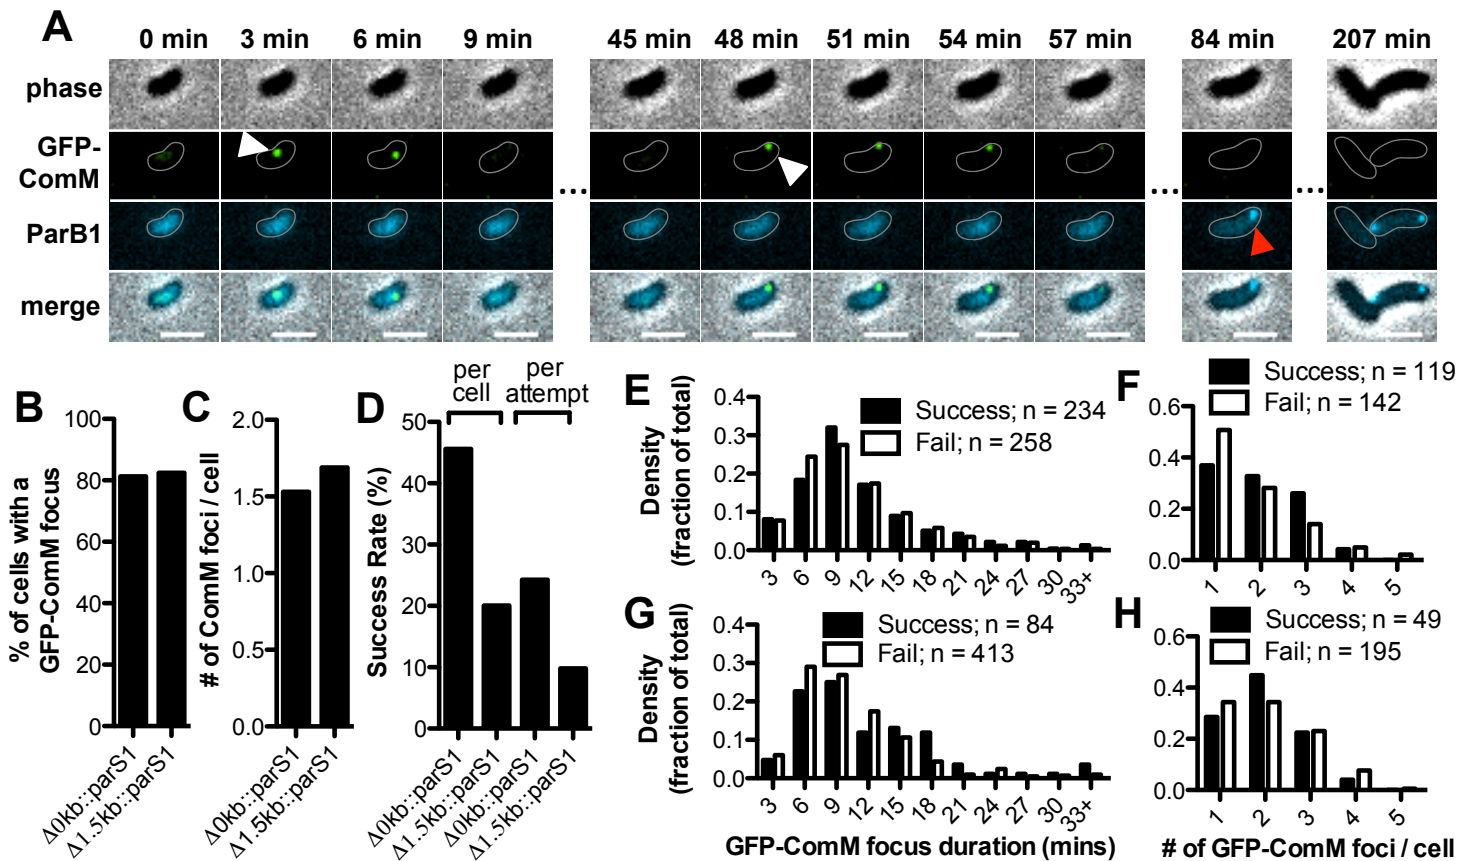 A
0 min 3 min 6 min 9 min 45 min 48 min 51 min 54 min 57 min 84 min 207 min
phase
GFP-
ComM
... ... ...
ParB1
merge
B
% of cells with a
GFP-ComM focus
100
80
60
40
20
0
Δ0kb::parS1
Δ1.5kb::parS1
C
# of ComM foci / cell
2.0
1.5
1.0
0.5
0.0
Δ0kb::parS1
Δ1.5kb::parS1
D
per
cell
per
attempt
Success Rate (%)
50
40
30
20
10
0
Δ0kb::parS1
Δ1.5kb::parS1
Δ0kb::parS1
Δ1.5kb::parS1
E
Success; n = 234
Fail; n = 258
Density
(fraction of total)
0.4
0.3
0.2
0.1
0.0
3 6 9 12 15 18 21 24 27 30 33+
F
Success; n = 119
Fail; n = 142
0.6
0.4
0.2
0.0
1 2 3 4 5
G
Success; n = 84
Fail; n = 413
Density
(fraction of total)
0.4
0.3
0.2
0.1
0.0
3 6 9 12 15 18 21 24 27 30 33+
GFP-ComM focus duration (mins)
H
Success; n = 49
Fail; n = 195
0.6
0.4
0.2
0.0
1 2 3 4 5
# of GFP-ComM foci / cell